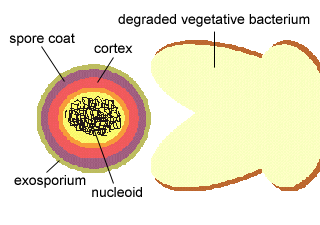 degraded vegetative bacterium
spore coat
cortex
exosporium
nucleoid